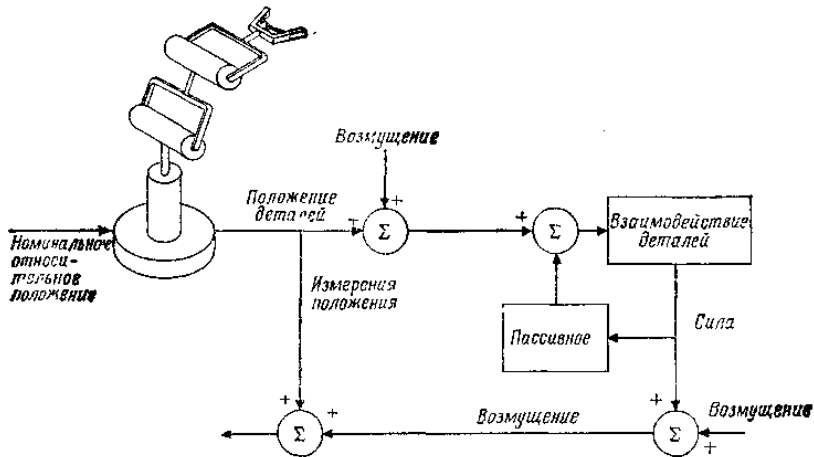 Возмущение
+
Положение
деталей
+
Σ
+
Σ
Взаимодействие
деталей
Номинальное
относи-
тельное
положение
Измерения
положения
Пассивное
Сила
+
+
Σ
Возмущение
+
Σ
Возмущение
+